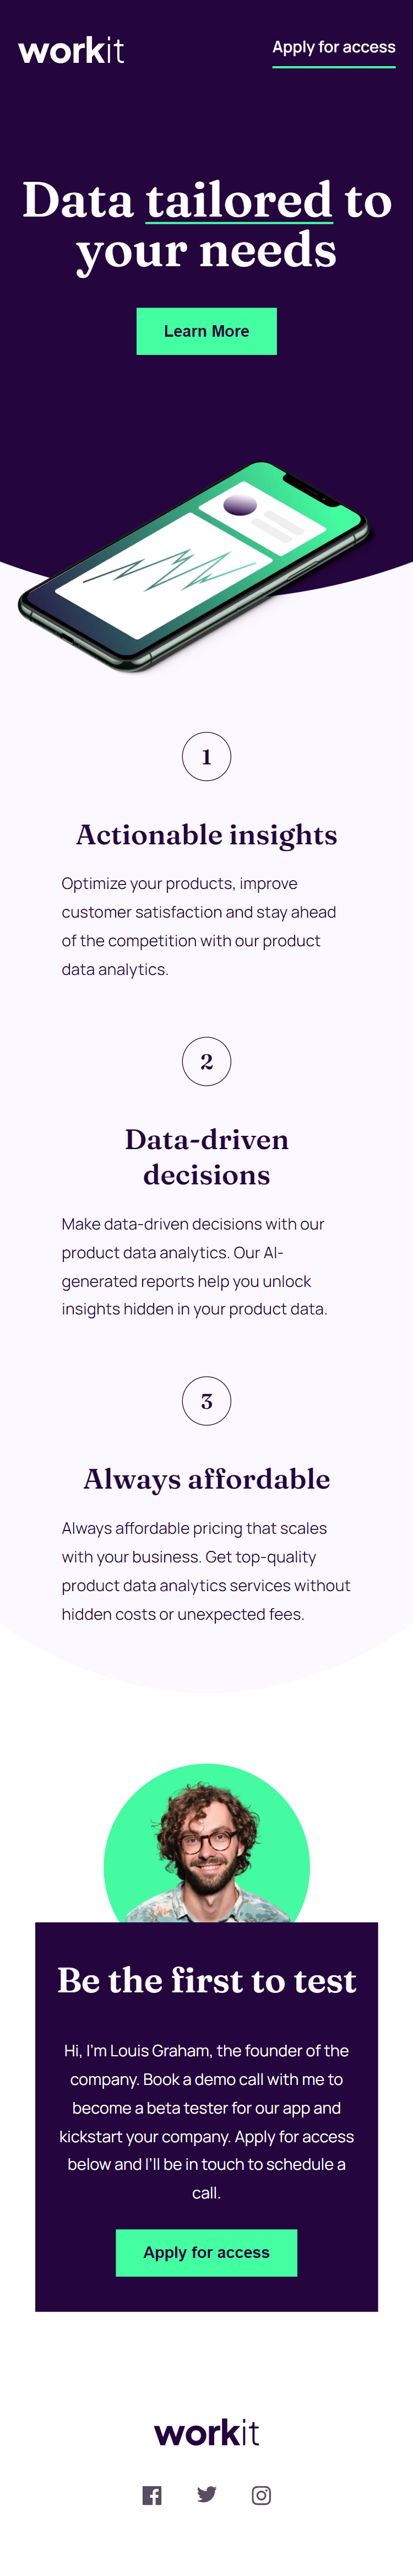 workit
Apply for access
Data tailored to
your needs
Learn More
1
Actionable insights
Optimize your products, improve
customer satisfaction and stay ahead
of the competition with our product
data analytics.
2
Data-driven
decisions
Make data-driven decisions with our
product data analytics. Our AI-
generated reports help you unlock
insights hidden in your product data.
3
Always affordable
Always affordable pricing that scales
with your business. Get top-quality
product data analytics services without
hidden costs or unexpected fees.
Be the first to test
Hi, I'm Louis Graham, the founder of the
company. Book a demo call with me to
become a beta tester for our app and
kickstart your company. Apply for access
below and I'll be in touch to schedule a
call.
Apply for access
workit